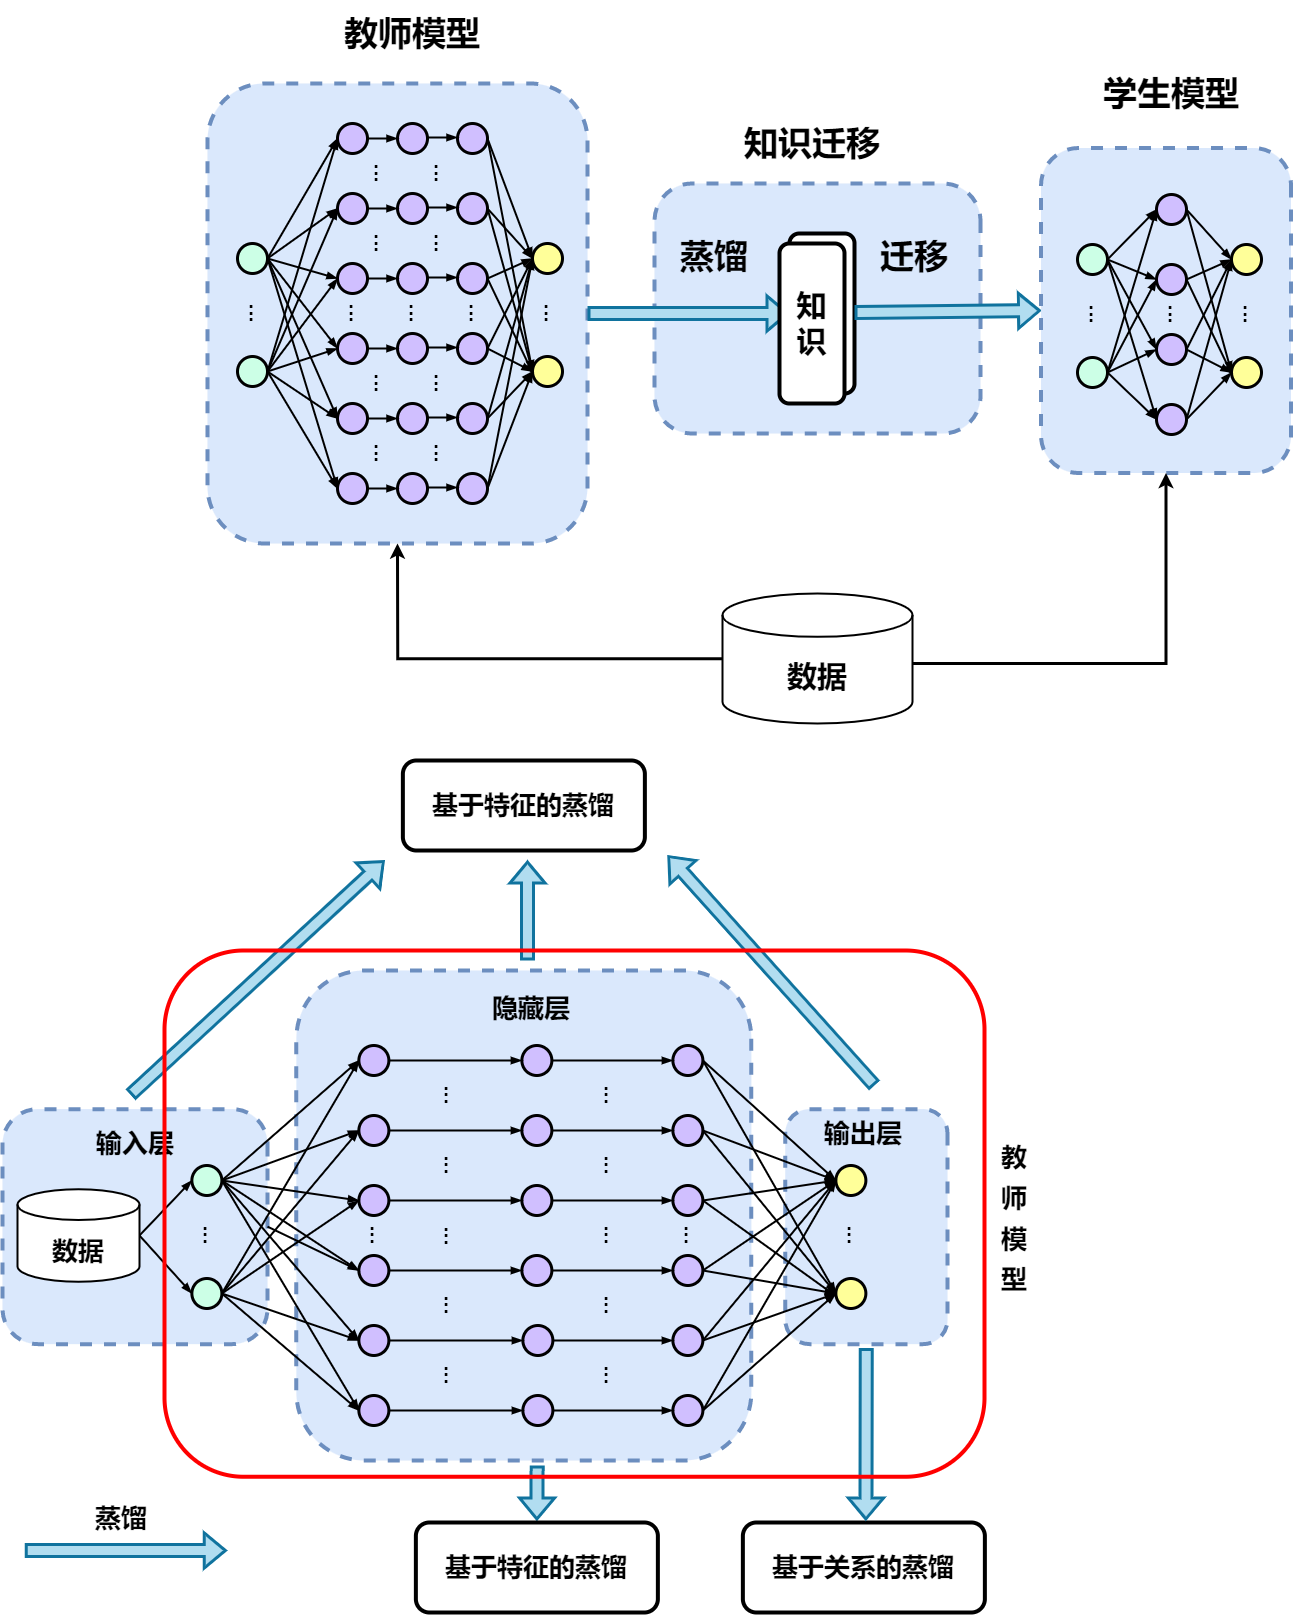 教师模型
学生模型
知识迁移
蒸馏
迁移
知
识
数据
基于特征的蒸馏
隐藏层
输入层
输出层
数据
教
师
模
型
蒸馏
基于特征的蒸馏
基于关系的蒸馏